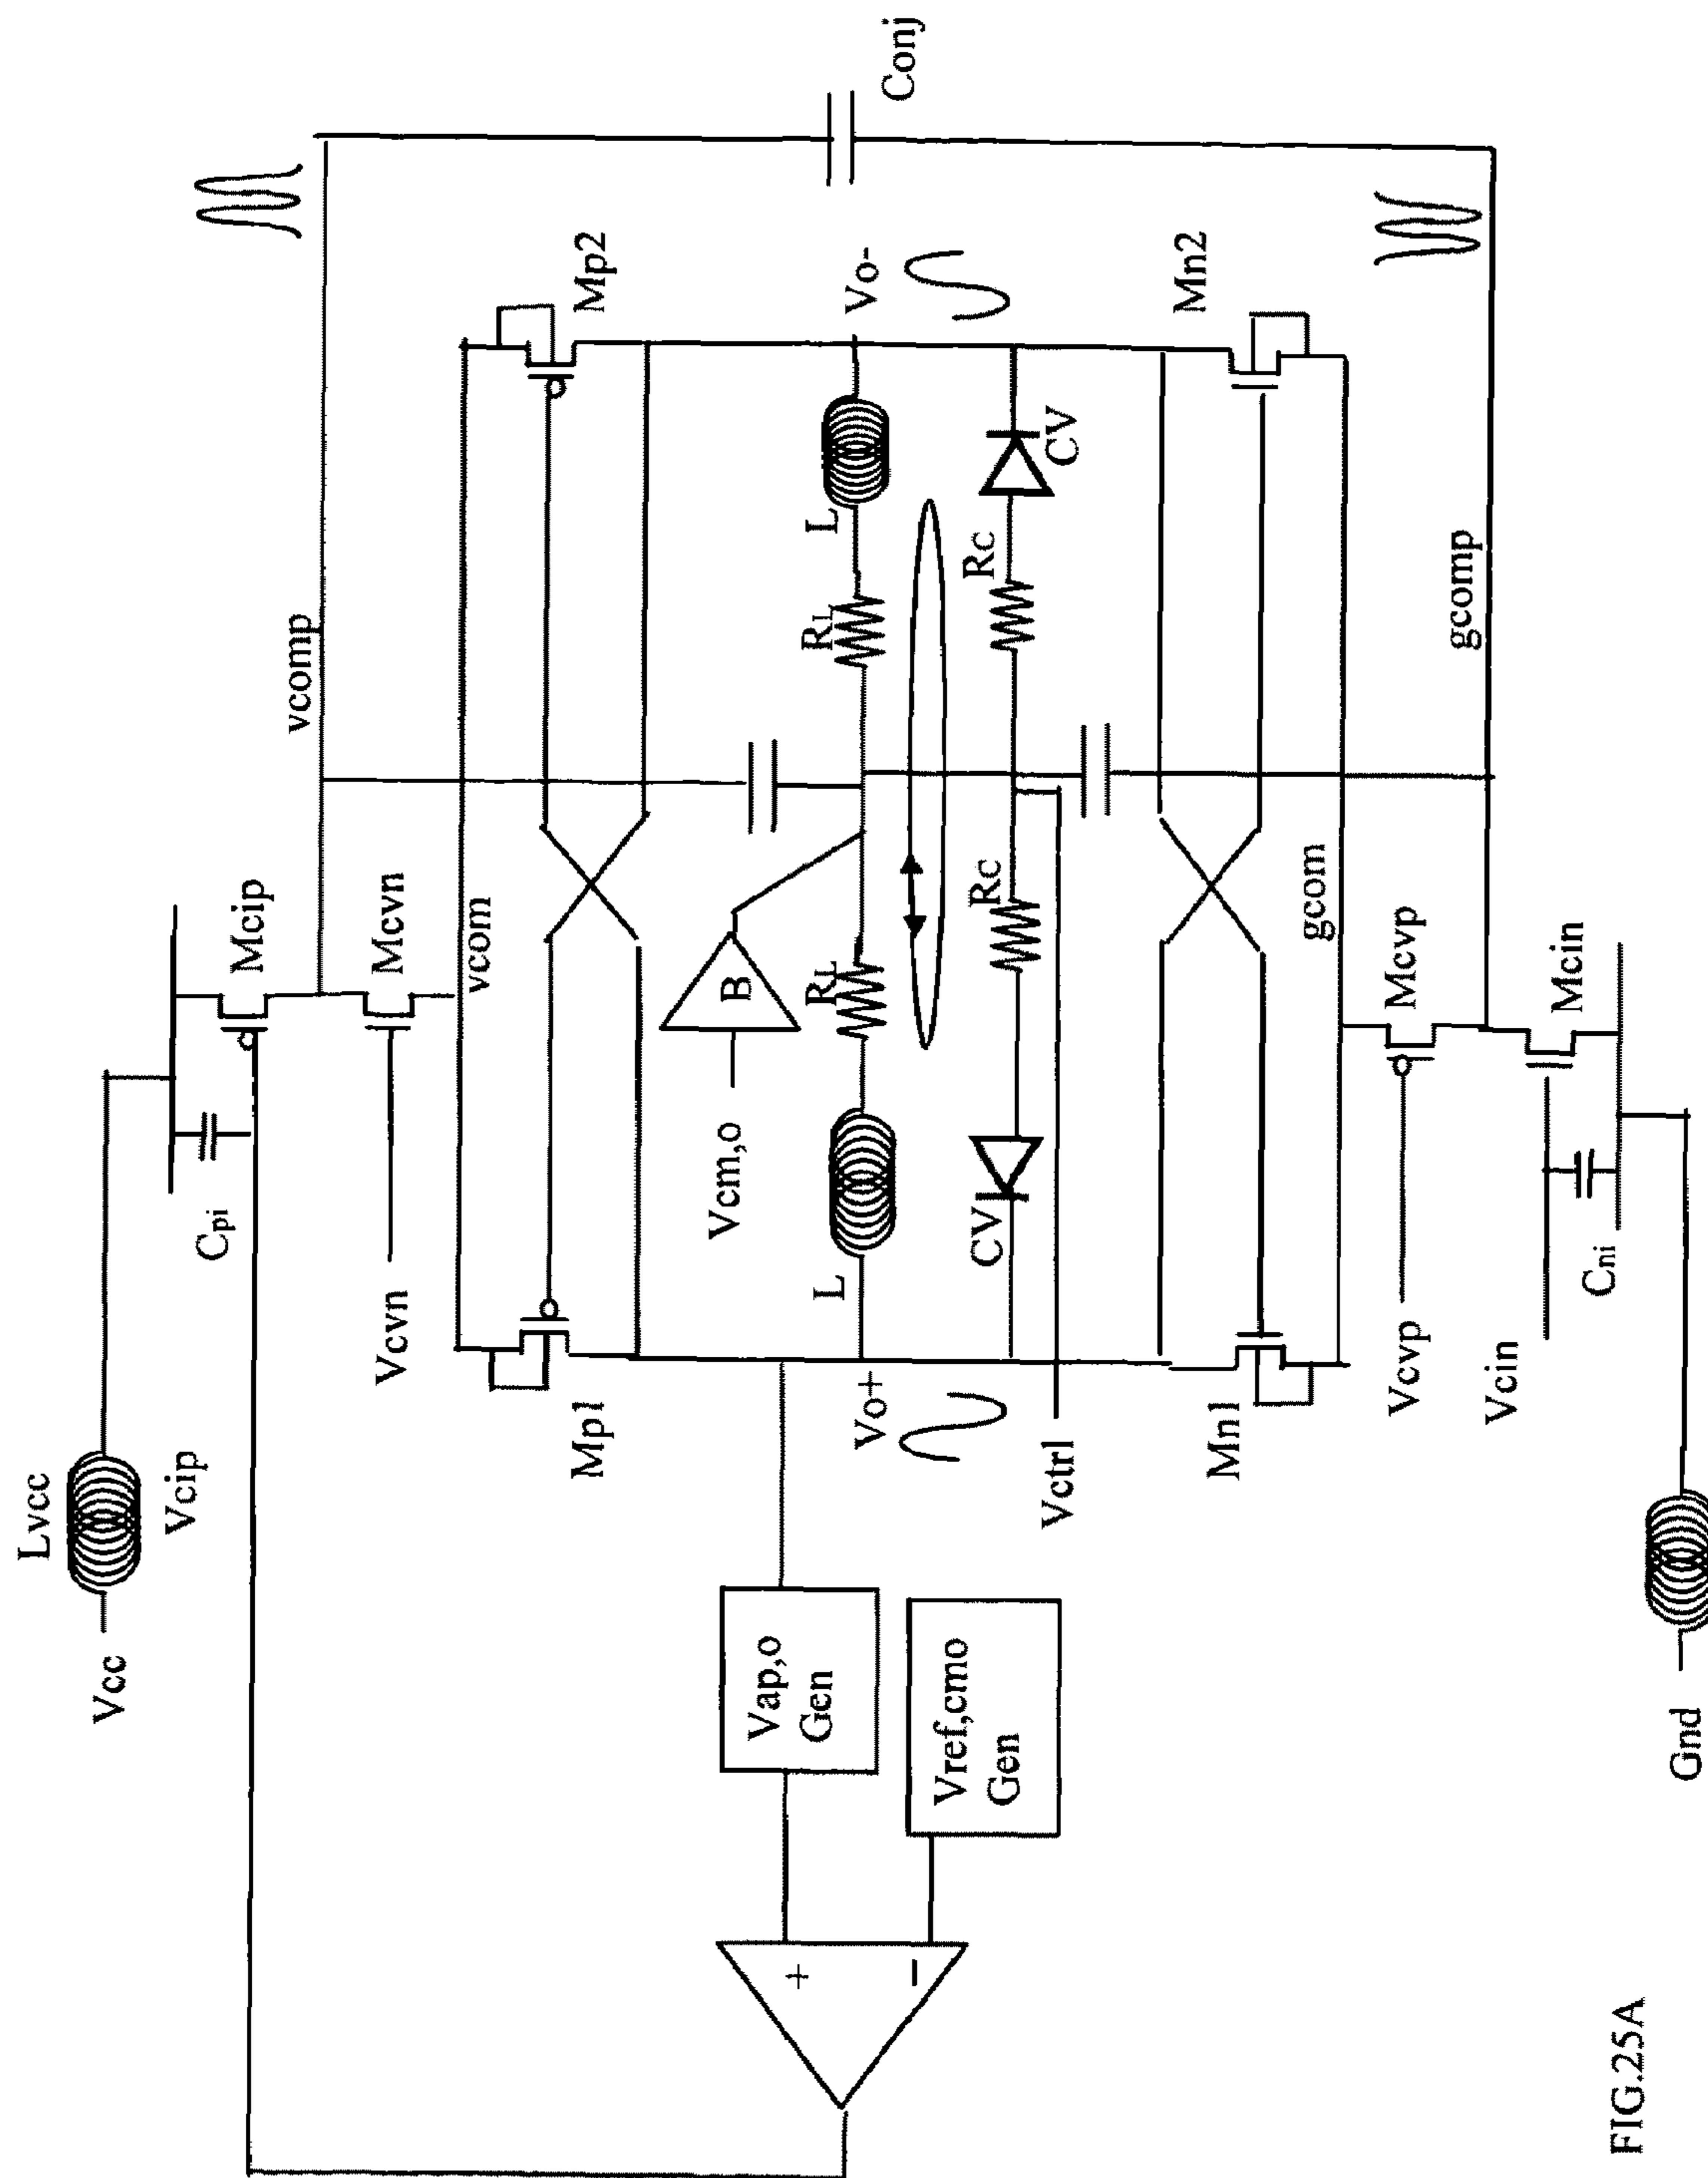 Lvcc
Vcc
Vcip
Cpi
Mcip
vcomp
Vcvn
Mcvn
vcom
Mp1
Mp2
Conj
Vap,o
Gen
Vref,cmo
Gen
+
−
Vcm,o
B
Vo+
L
RL
RL
L
Vo-
CV
Rc
Rc
CV
Vctrl
Mn1
Mn2
gcom
Vcvp
Mcvp
gcomp
Vcin
Mcin
Cni
Gnd
FIG.25A